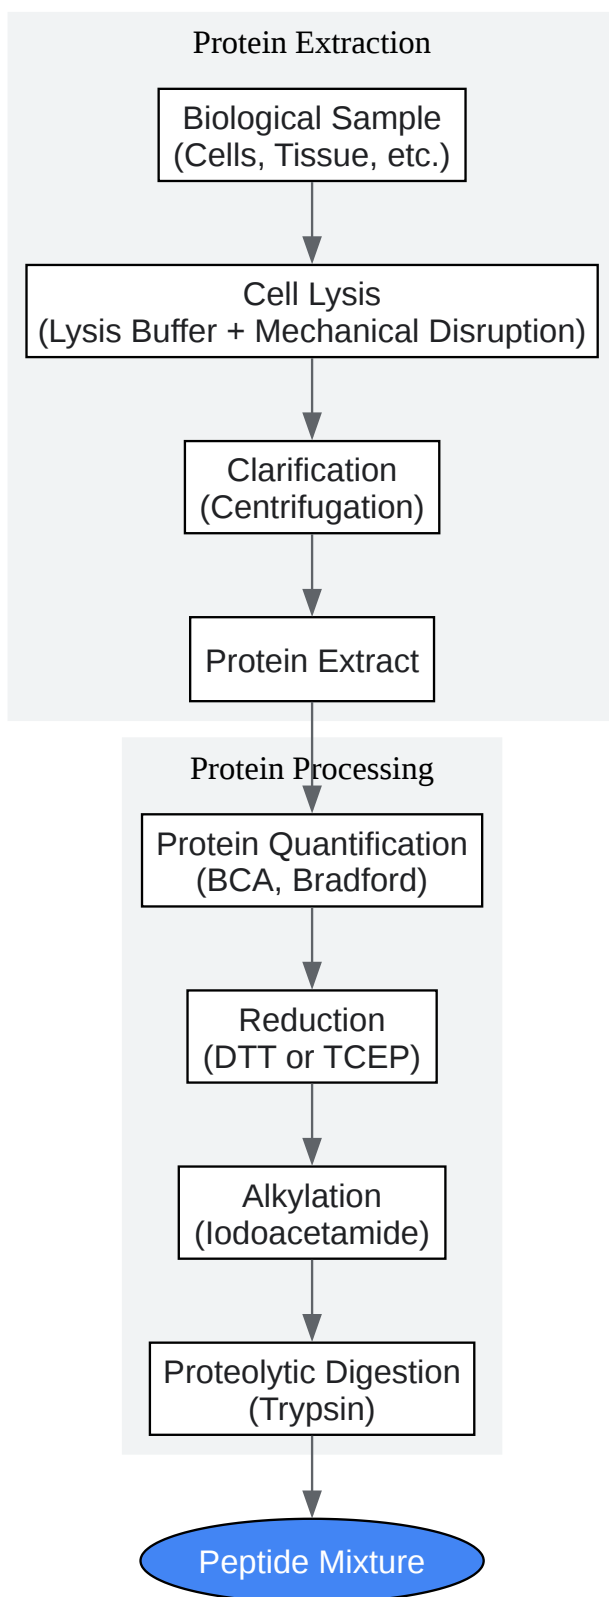 Protein Extraction
Biological Sample
(Cells, Tissue, etc.)
Cell Lysis
(Lysis Buffer + Mechanical Disruption)
Clarification
(Centrifugation)
Protein Extract
Protein Processing
Protein Quantification
(BCA, Bradford)
Reduction
(DTT or TCEP)
Alkylation
(Iodoacetamide)
Proteolytic Digestion
(Trypsin)
Peptide Mixture